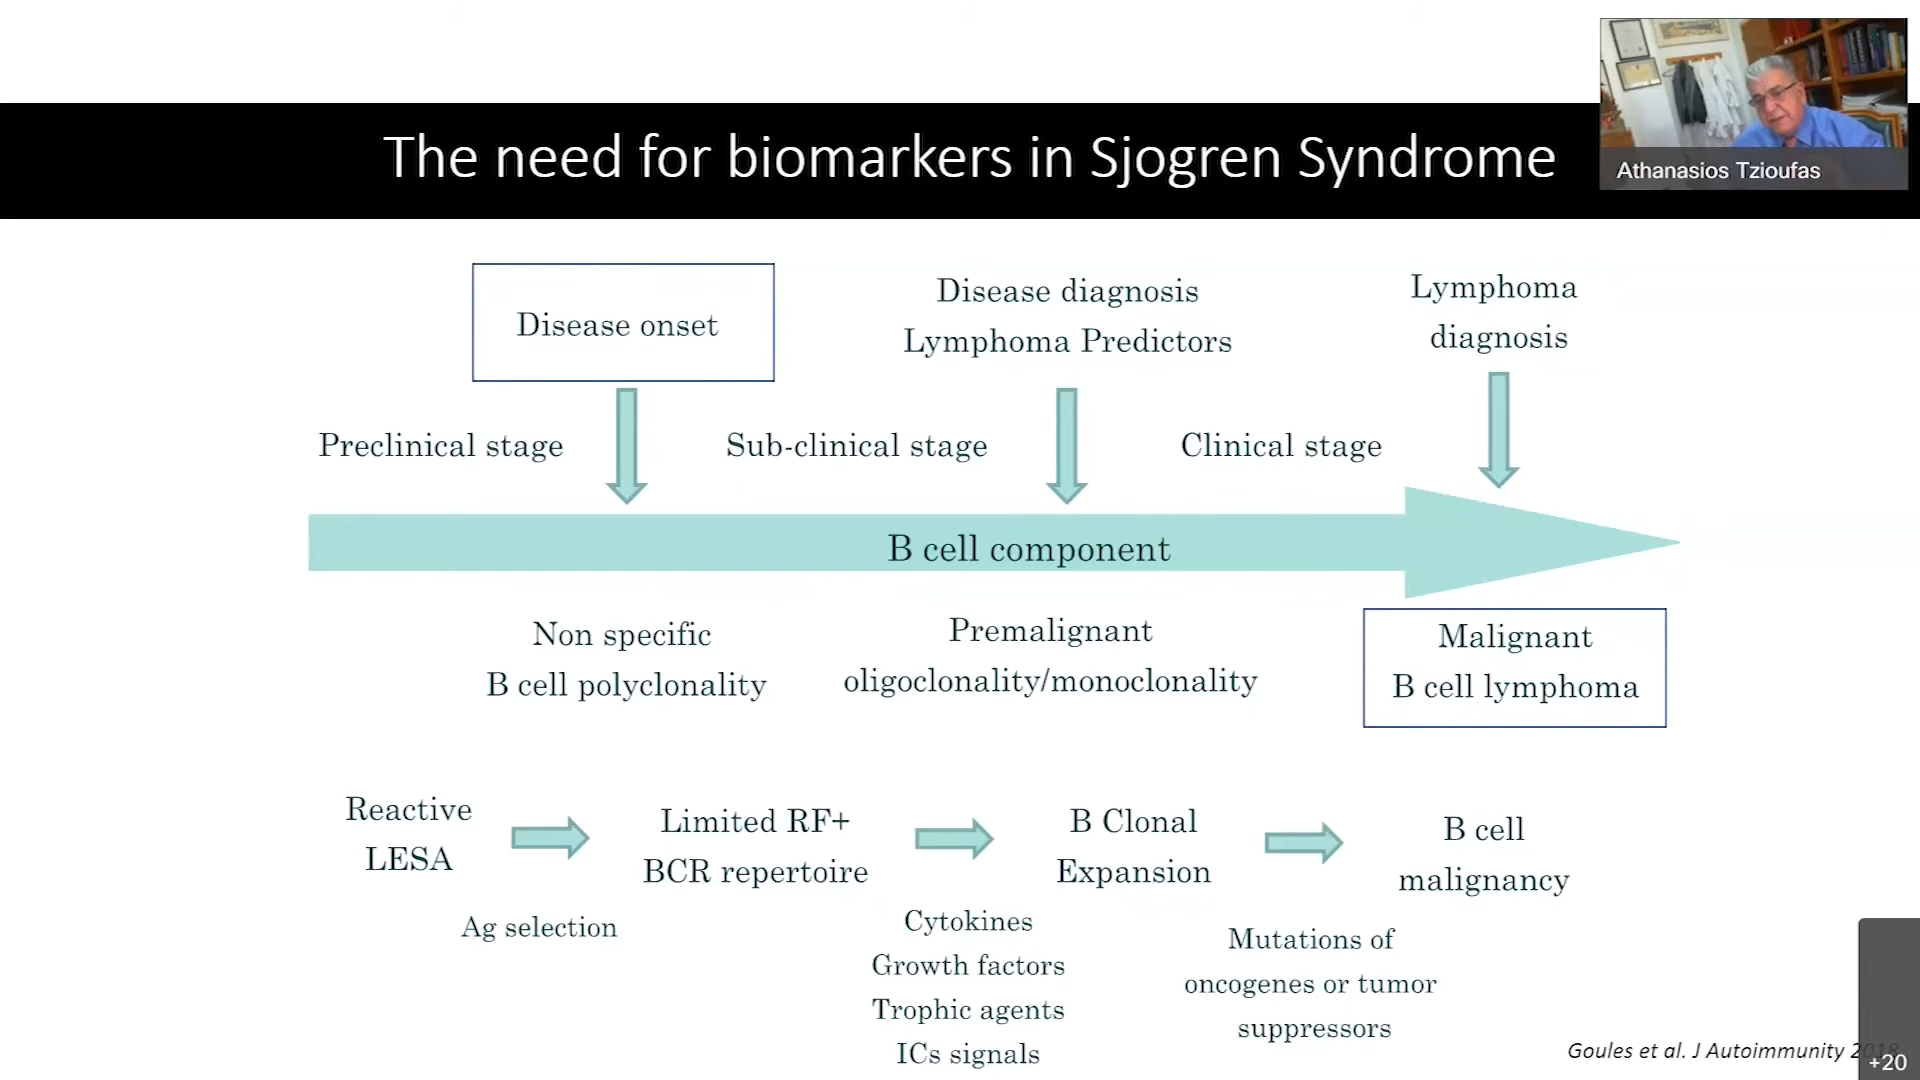 The need for biomarkers in Sjogren Syndrome
Athanasios Tzioufas
Disease onset
Disease diagnosis
Lymphoma Predictors
Lymphoma
diagnosis
Preclinical stage
Sub-clinical stage
Clinical stage
B cell component
Non specific
B cell polyclonality
Premalignant
oligoclonality/monoclonality
Malignant
B cell lymphoma
Reactive
LESA
Limited RF+
BCR repertoire
B Clonal
Expansion
B cell
malignancy
Ag selection
Cytokines
Growth factors
Trophic agents
ICs signals
Mutations of
oncogenes or tumor
suppressors
Goules et al. J Autoimmunity 2018
+20